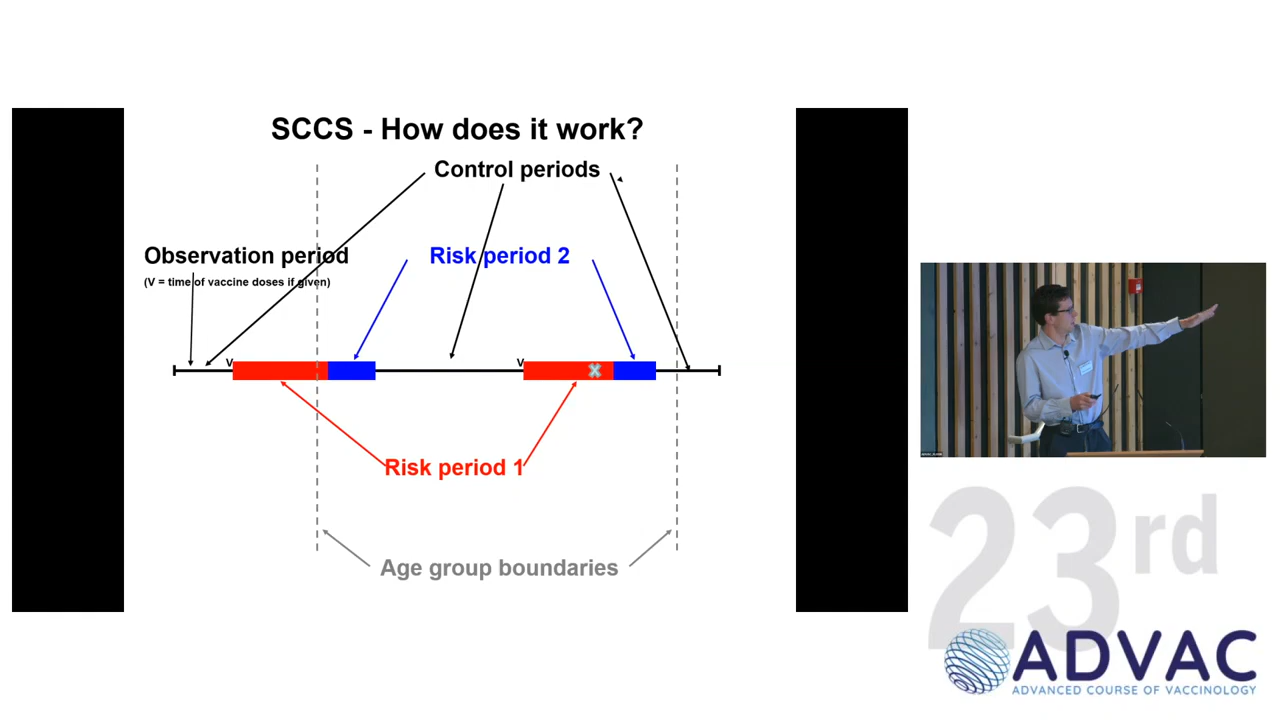 SCCS - How does it work?
Control periods
Observation period
(V = time of vaccine doses if given)
Risk period 2
V
V
X
Risk period 1
Age group boundaries
23rd
ADVAC
ADVANCED COURSE OF VACCINOLOGY